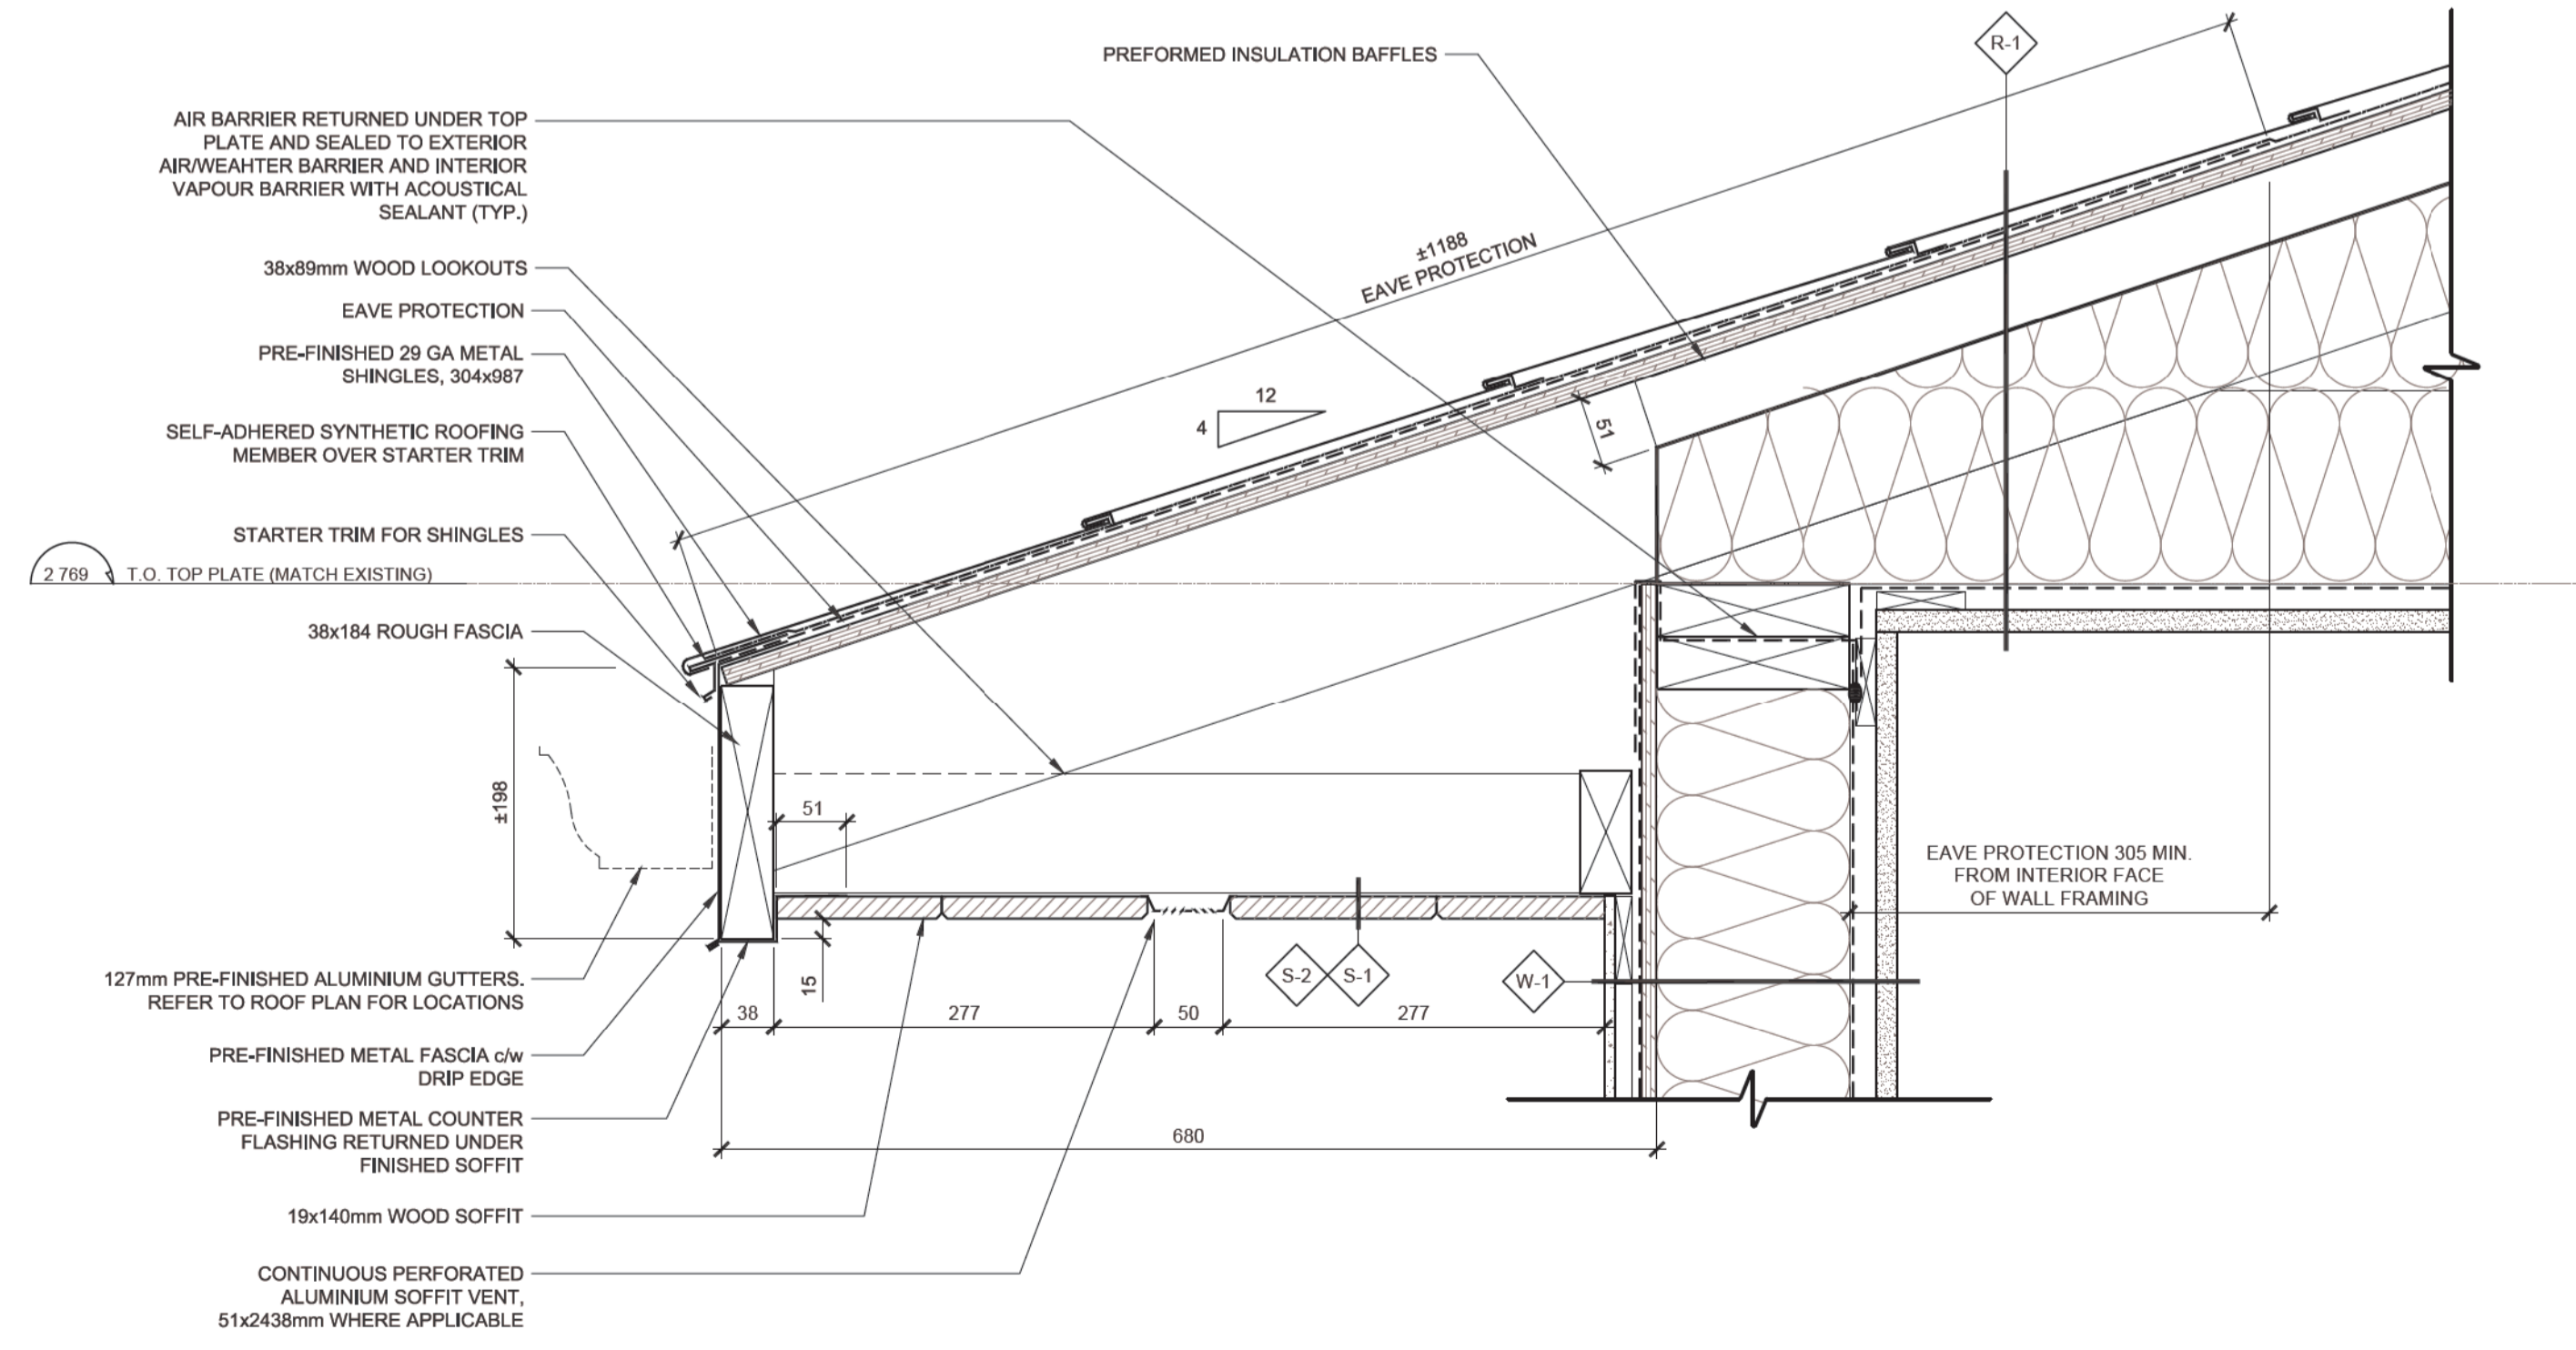 PREFORMED INSULATION BAFFLES
R-1
AIR BARRIER RETURNED UNDER TOP
PLATE AND SEALED TO EXTERIOR
AIR/WEAHTER BARRIER AND INTERIOR
VAPOUR BARRIER WITH ACOUSTICAL
SEALANT (TYP.)
±1188
EAVE PROTECTION
38x89mm WOOD LOOKOUTS
EAVE PROTECTION
PRE-FINISHED 29 GA METAL
SHINGLES, 304x987
12
4
51
SELF-ADHERED SYNTHETIC ROOFING
MEMBER OVER STARTER TRIM
STARTER TRIM FOR SHINGLES
2 769 T.O. TOP PLATE (MATCH EXISTING)
38x184 ROUGH FASCIA
±198
51
EAVE PROTECTION 305 MIN.
FROM INTERIOR FACE
OF WALL FRAMING
127mm PRE-FINISHED ALUMINIUM GUTTERS.
REFER TO ROOF PLAN FOR LOCATIONS
15
S-2
S-1
W-1
38
277
50
277
PRE-FINISHED METAL FASCIA c/w
DRIP EDGE
PRE-FINISHED METAL COUNTER
FLASHING RETURNED UNDER
FINISHED SOFFIT
680
19x140mm WOOD SOFFIT
CONTINUOUS PERFORATED
ALUMINIUM SOFFIT VENT,
51x2438mm WHERE APPLICABLE